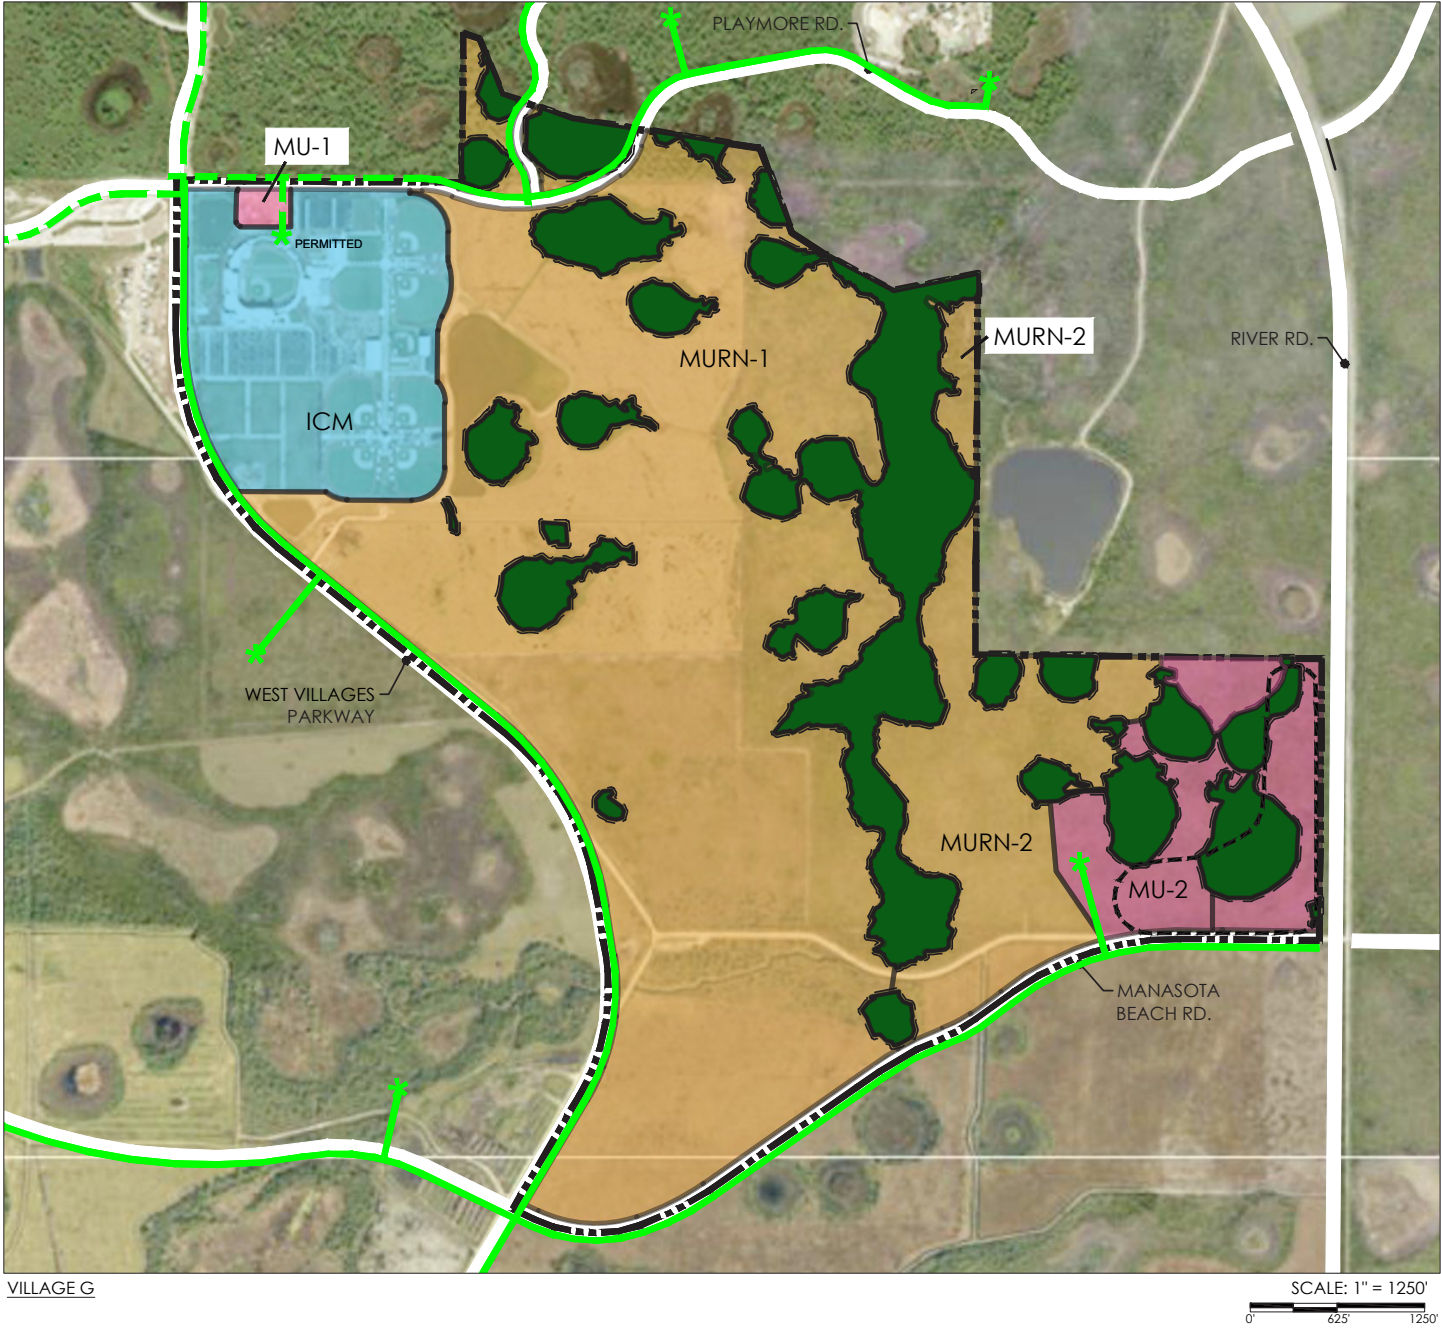 PLAYMORE RD.
MU-1
PERMITTED
MURN-1
MURN-2
RIVER RD.
ICM
WEST VILLAGES
PARKWAY
MURN-2
MU-2
MANASOTA
BEACH RD.
VILLAGE G
SCALE: 1" = 1250'
0' 625' 1250'